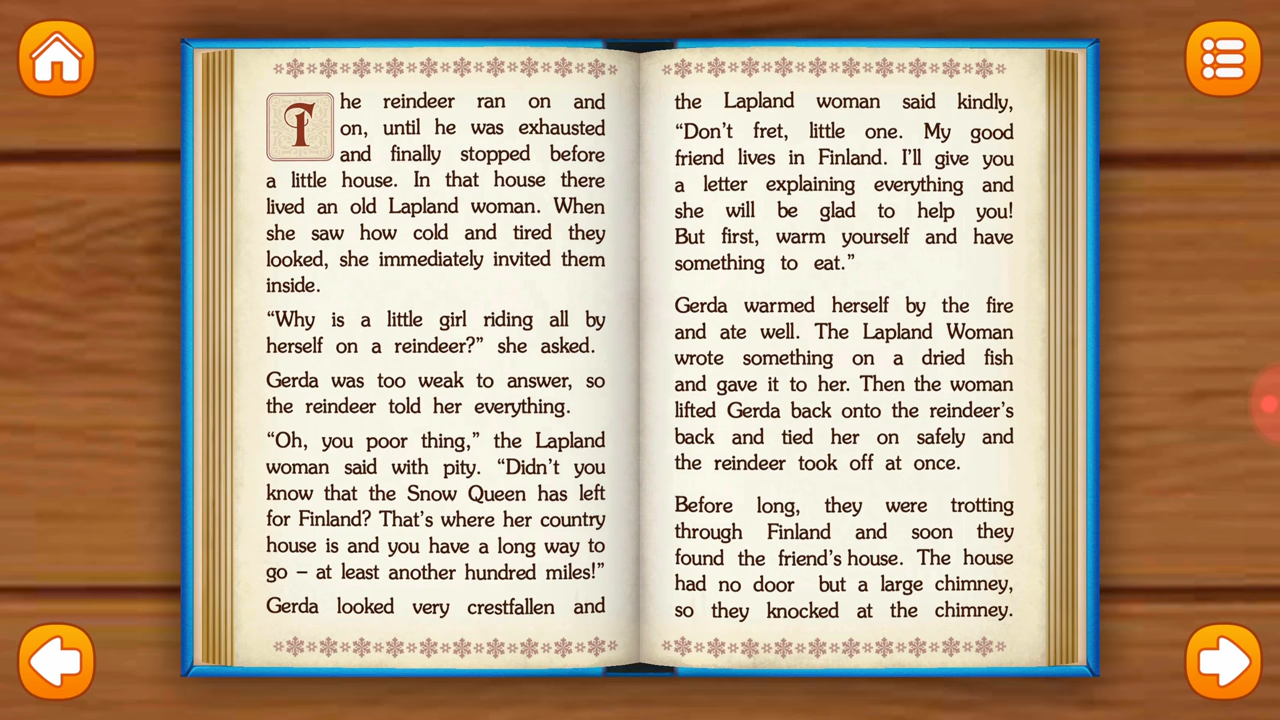 The reindeer ran on and
on, until he was exhausted
and finally stopped before
a little house. In that house there
lived an old Lapland woman. When
she saw how cold and tired they
looked, she immediately invited them
inside.
“Why is a little girl riding all by
herself on a reindeer?” she asked.
Gerda was too weak to answer, so
the reindeer told her everything.
“Oh, you poor thing,” the Lapland
woman said with pity. “Didn’t you
know that the Snow Queen has left
for Finland? That’s where her country
house is and you have a long way to
go – at least another hundred miles!”
Gerda looked very crestfallen and
the Lapland woman said kindly,
“Don’t fret, little one. My good
friend lives in Finland. I’ll give you
a letter explaining everything and
she will be glad to help you!
But first, warm yourself and have
something to eat.”
Gerda warmed herself by the fire
and ate well. The Lapland Woman
wrote something on a dried fish
and gave it to her. Then the woman
lifted Gerda back onto the reindeer’s
back and tied her on safely and
the reindeer took off at once.
Before long, they were trotting
through Finland and soon they
found the friend’s house. The house
had no door but a large chimney,
so they knocked at the chimney.